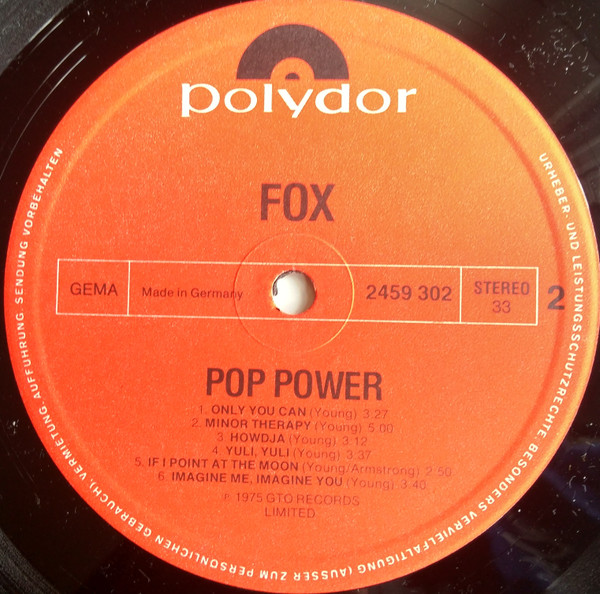 polydor
FOX
GEMA
Made in Germany
2459 302
STEREO
33
2
POP POWER
1. ONLY YOU CAN (Young) 3.27
2. MINOR THERAPY (Young) 5.00
3 HOWDJA (Young) 3.12
4. YULI, YULI (Young) 3.37
5. IF I POINT AT THE MOON (Young/Armstrong) 2.50
6. IMAGINE ME, IMAGINE YOU (Young) 3.40
℗ 1975 GTO RECORDS
LIMITED
URHEBER- UND LEISTUNGSSCHUTZRECHTE, BESONDERS VERVIELFÄLTIGUNG (AUSSER ZUM PERSÖNLICHEN GEBRAUCH), VERMIETUNG, AUFFÜHRUNG, SENDUNG VORBEHALTEN